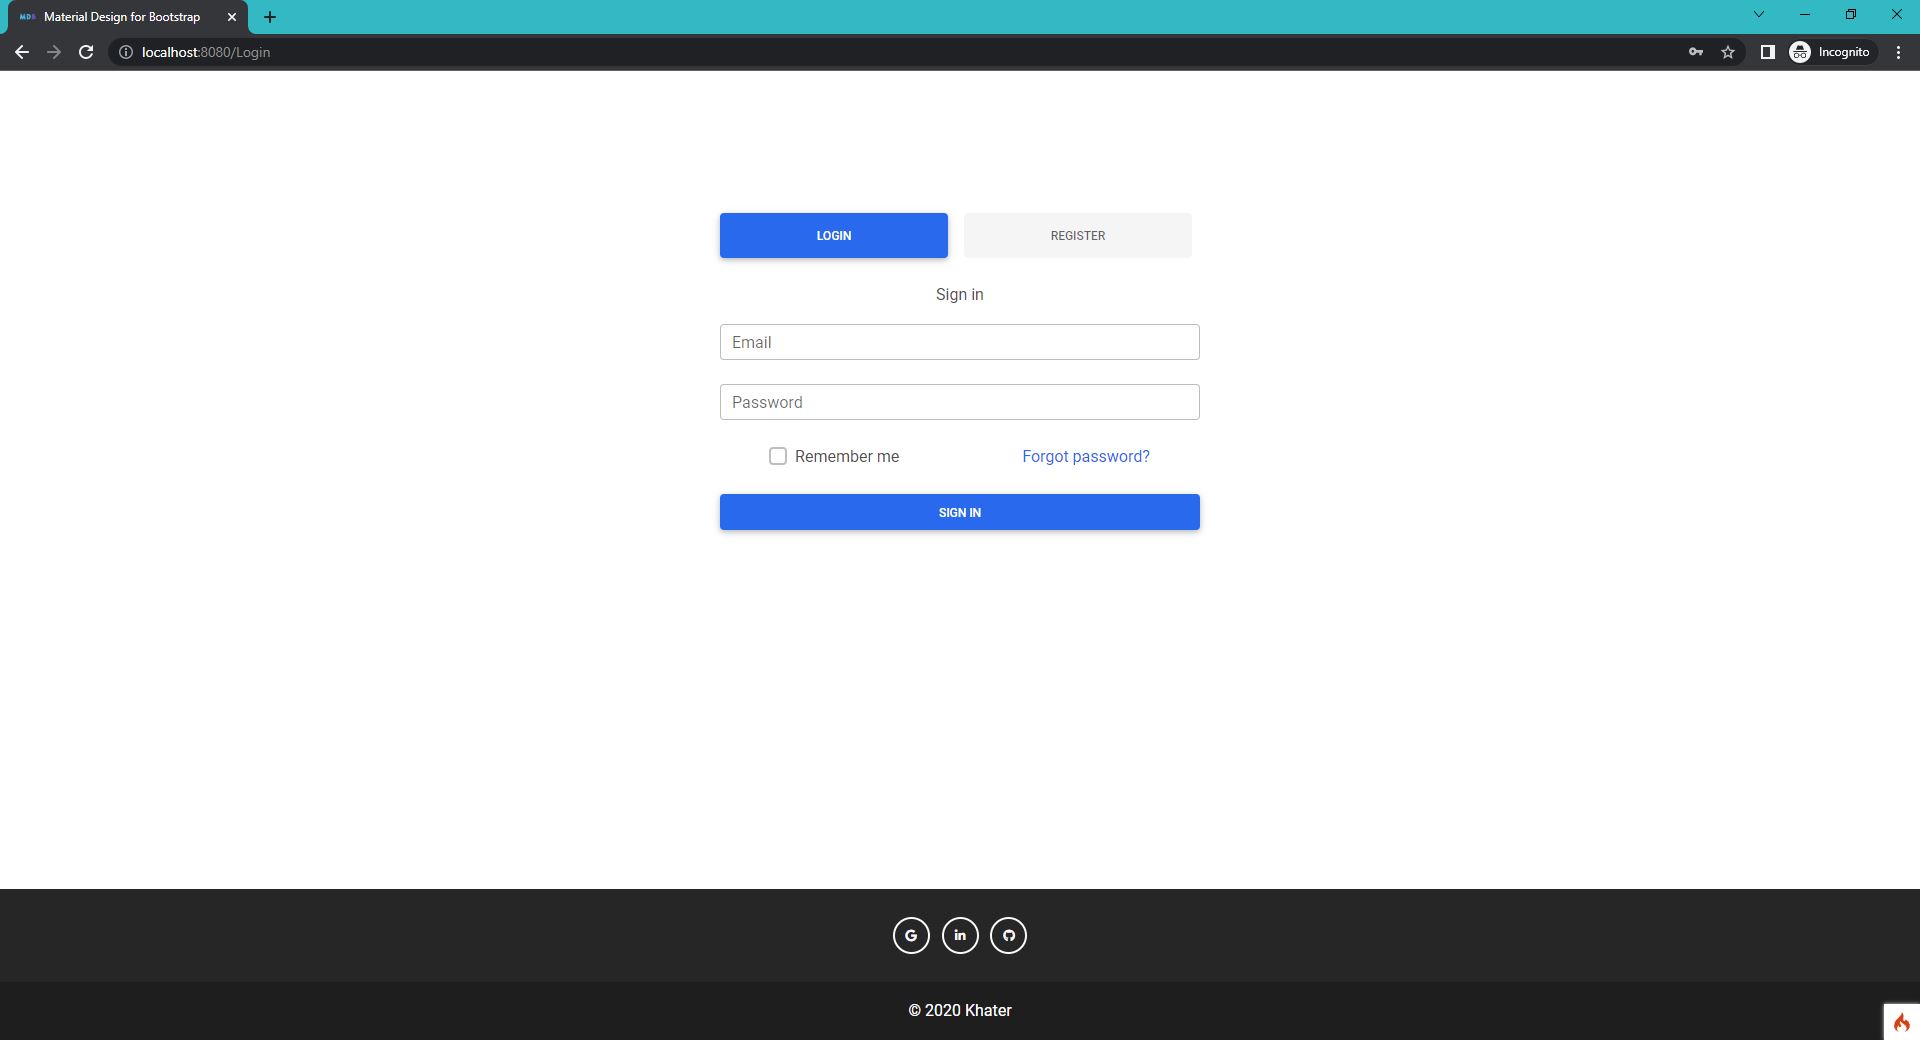 MDB Material Design for Bootstrap
localhost:8080/Login
Incognito
LOGIN REGISTER
Sign in
Email
Password
Remember me Forgot password?
SIGN IN
G in
© 2020 Khater